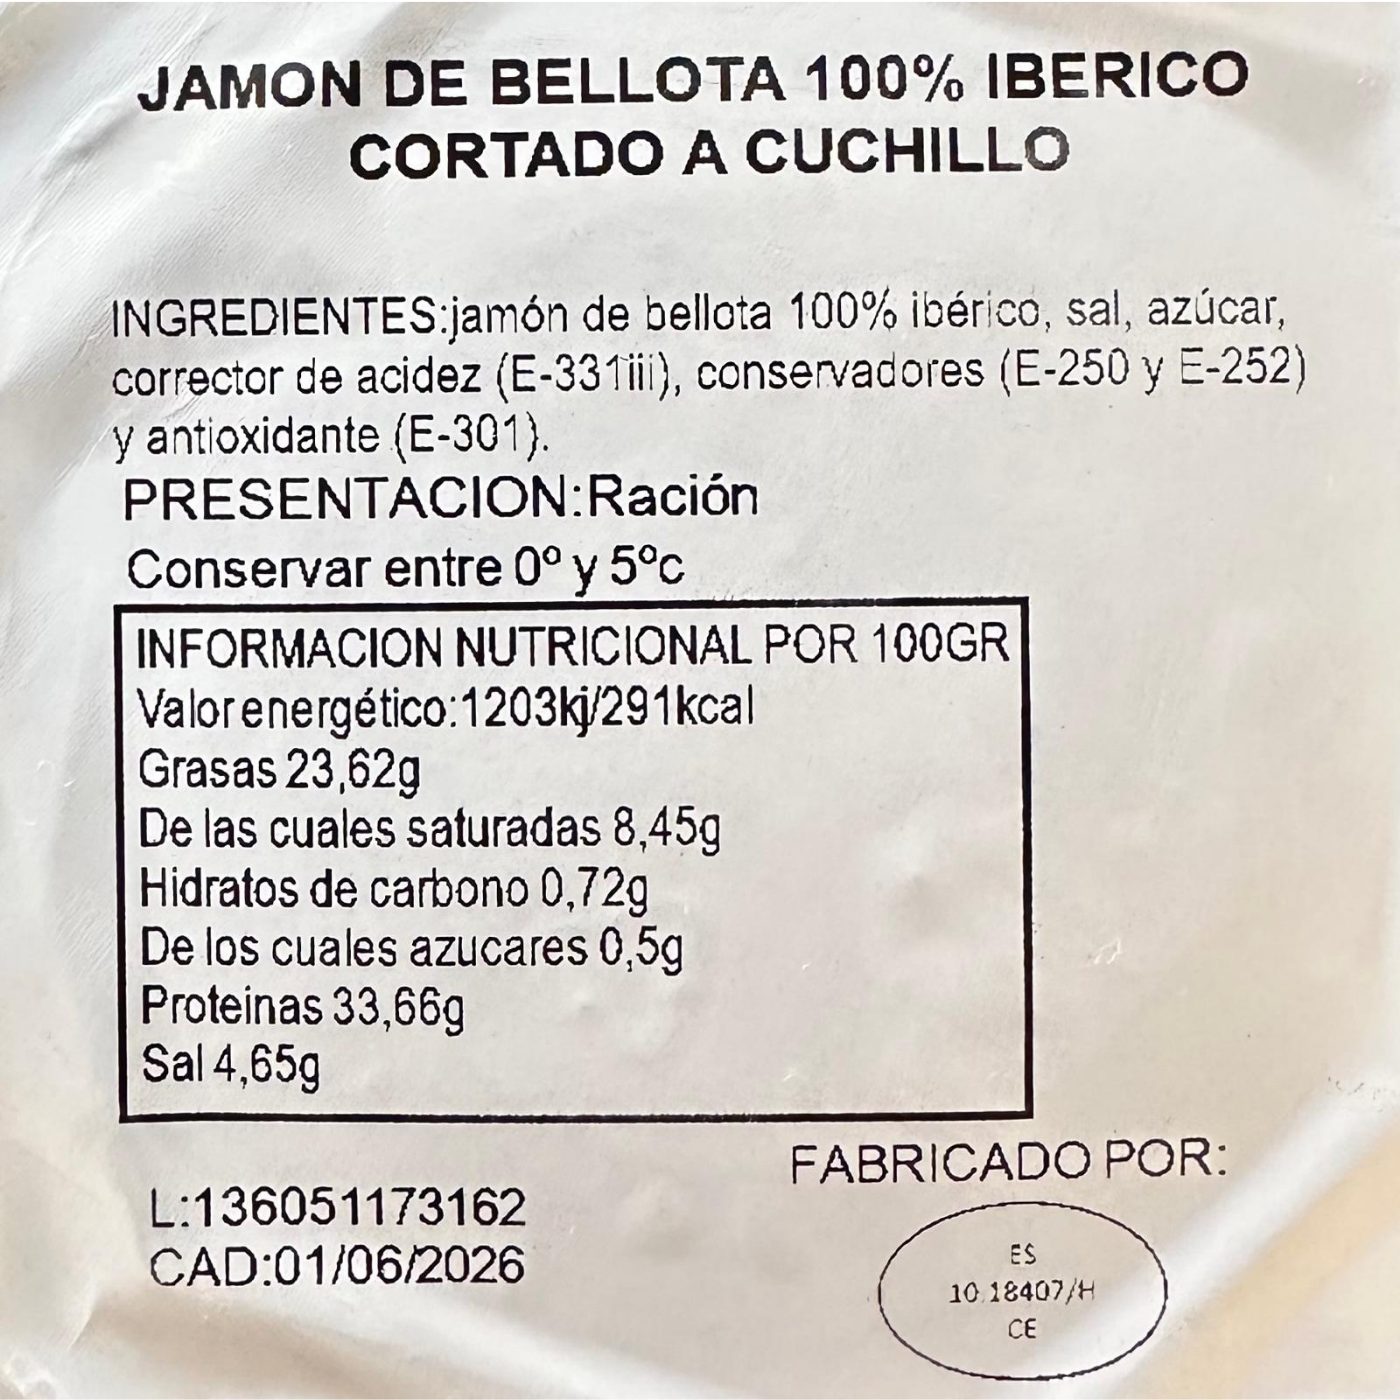 JAMON DE BELLOTA 100% IBERICO
CORTADO A CUCHILLO
INGREDIENTES:jamón de bellota 100% ibérico, sal, azúcar,
corrector de acidez (E-331iii), conservadores (E-250 y E-252)
y antioxidante (E-301).
PRESENTACION:Ración
Conservar entre 0º y 5ºc
INFORMACION NUTRICIONAL POR 100GR
Valor energético:1203kj/291kcal
Grasas 23,62g
De las cuales saturadas 8,45g
Hidratos de carbono 0,72g
De los cuales azucares 0,5g
Proteinas 33,66g
Sal 4,65g
FABRICADO POR:
L:136051173162
CAD:01/06/2026
ES
10.18407/H
CE